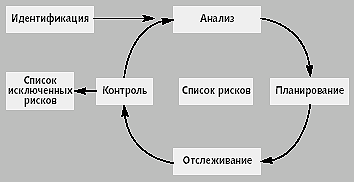 Идентификация
Анализ
Список
исключенных
рисков
Контроль
Список рисков
Планирование
Отслеживание